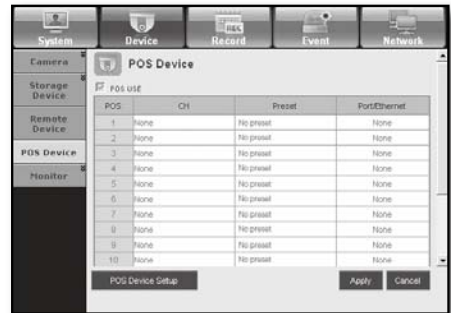 System Device Record Event Network
REC
Camera
Storage Device
Remote Device
POS Device
Monitor
POS Device
POS USE
POS CH Preset Port/Ethernet
1 None No preset None
2 None No preset None
3 None No preset None
4 None No preset None
5 None No preset None
6 None No preset None
7 None No preset None
8 None No preset None
9 None No preset None
10 None No preset None
POS Device Setup Apply Cancel